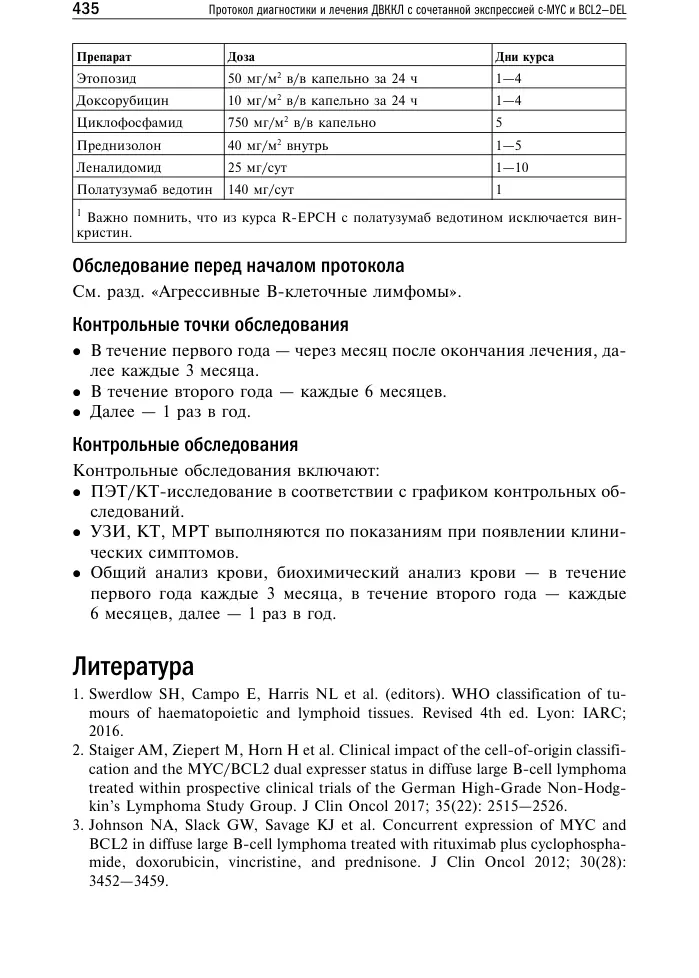 435 Протокол диагностики и лечения ДВККЛ с сочетанной экспрессией c-MYC и BCL2—DEL
Препарат Доза Дни курса
Этопозид 50 мг/м² в/в капельно за 24 ч 1—4
Доксорубицин 10 мг/м² в/в капельно за 24 ч 1—4
Циклофосфамид 750 мг/м² в/в капельно 5
Преднизолон 40 мг/м² внутрь 1—5
Леналидомид 25 мг/сут 1—10
Полатузумаб ведотин 140 мг/сут 1
¹ Важно помнить, что из курса R-EPCH с полатузумаб ведотином исключается вин-
кристин.
Обследование перед началом протокола
См. разд. «Агрессивные В-клеточные лимфомы».
Контрольные точки обследования
● В течение первого года — через месяц после окончания лечения, да-
лее каждые 3 месяца.
● В течение второго года — каждые 6 месяцев.
● Далее — 1 раз в год.
Контрольные обследования
Контрольные обследования включают:
● ПЭТ/КТ-исследование в соответствии с графиком контрольных об-
следований.
● УЗИ, КТ, МРТ выполняются по показаниям при появлении клини-
ческих симптомов.
● Общий анализ крови, биохимический анализ крови — в течение
первого года каждые 3 месяца, в течение второго года — каждые
6 месяцев, далее — 1 раз в год.
Литература
1. Swerdlow SH, Campo E, Harris NL et al. (editors). WHO classification of tu-
mours of haematopoietic and lymphoid tissues. Revised 4th ed. Lyon: IARC;
2016.
2. Staiger AM, Ziepert M, Horn H et al. Clinical impact of the cell-of-origin classifi-
cation and the MYC/BCL2 dual expresser status in diffuse large B-cell lymphoma
treated within prospective clinical trials of the German High-Grade Non-Hodg-
kin's Lymphoma Study Group. J Clin Oncol 2017; 35(22): 2515—2526.
3. Johnson NA, Slack GW, Savage KJ et al. Concurrent expression of MYC and
BCL2 in diffuse large B-cell lymphoma treated with rituximab plus cyclophospha-
mide, doxorubicin, vincristine, and prednisone. J Clin Oncol 2012; 30(28):
3452—3459.